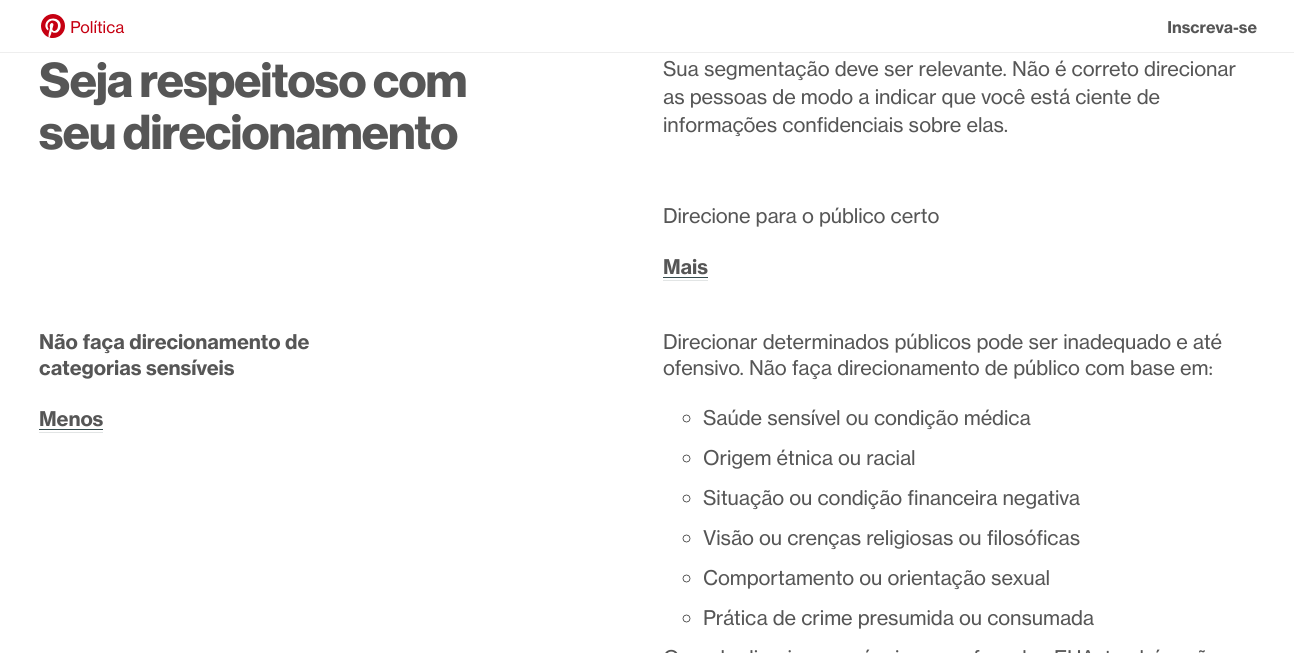 Política
Inscreva-se
Seja respeitoso com
seu direcionamento
Sua segmentação deve ser relevante. Não é correto direcionar
as pessoas de modo a indicar que você está ciente de
informações confidenciais sobre elas.
Direcione para o público certo
Mais
Não faça direcionamento de
categorias sensíveis
Menos
Direcionar determinados públicos pode ser inadequado e até
ofensivo. Não faça direcionamento de público com base em:
Saúde sensível ou condição médica
Origem étnica ou racial
Situação ou condição financeira negativa
Visão ou crenças religiosas ou filosóficas
Comportamento ou orientação sexual
Prática de crime presumida ou consumada